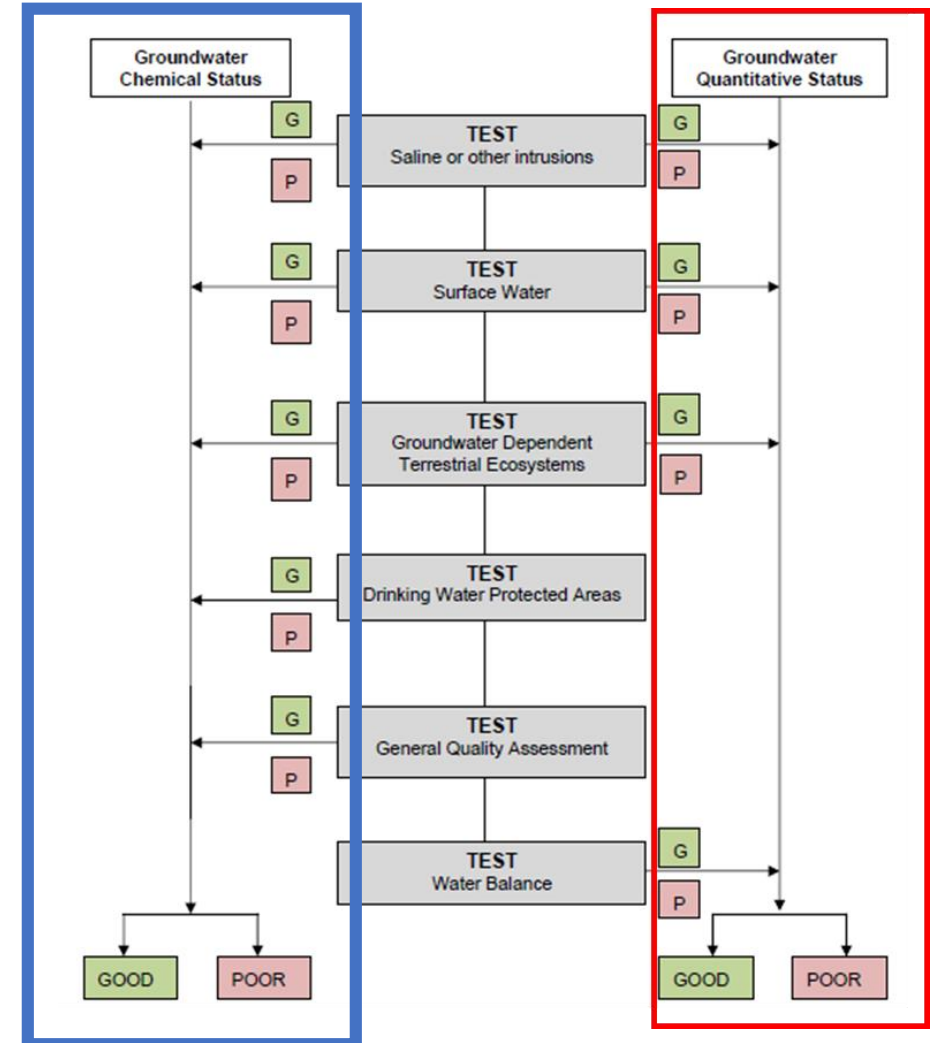 Groundwater
Chemical Status
Groundwater
Quantitative Status
G
P
TEST
Saline or other intrusions
G
P
G
P
TEST
Surface Water
G
P
G
P
TEST
Groundwater Dependent
Terrestrial Ecosystems
G
P
G
P
TEST
Drinking Water Protected Areas
G
P
TEST
General Quality Assessment
TEST
Water Balance
G
P
GOOD
POOR
GOOD
POOR